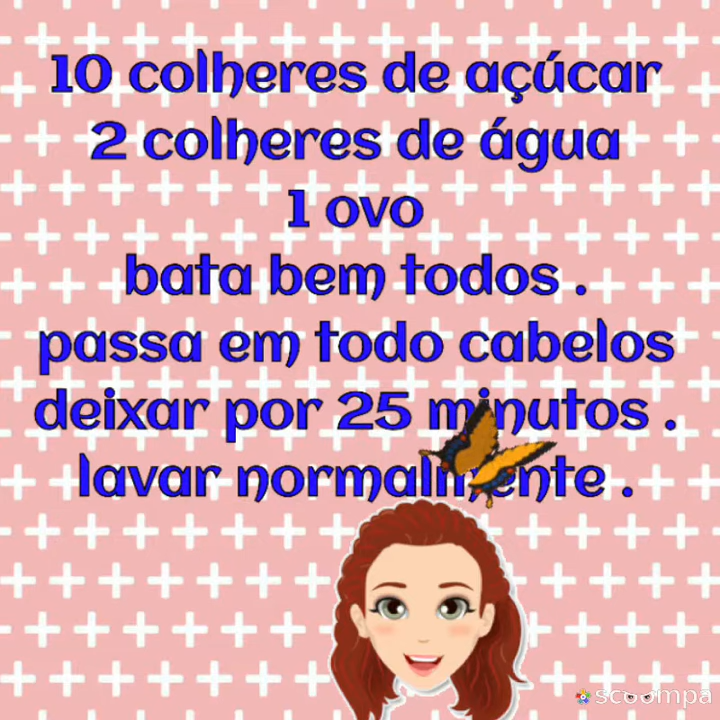 10 colheres de açúcar
2 colheres de água
1 ovo
bata bem todos .
passa em todo cabelos
deixar por 25 minutos .
lavar normalmente .
scoompa